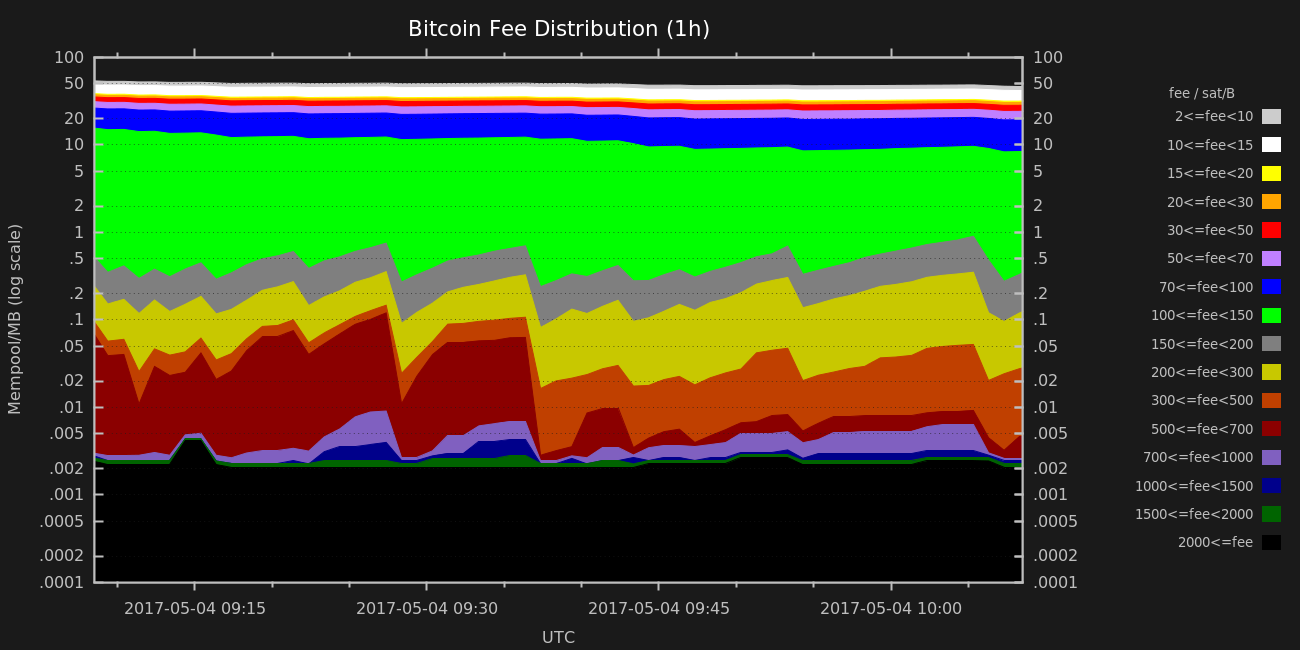 Bitcoin Fee Distribution (1h)
Mempool/MB (log scale)
100
50
20
10
5
2
1
.5
.2
.1
.05
.02
.01
.005
.002
.001
.0005
.0002
.0001
100
50
20
10
5
2
1
.5
.2
.1
.05
.02
.01
.005
.002
.001
.0005
.0002
.0001
fee / sat/B
2<=fee<10
10<=fee<15
15<=fee<20
20<=fee<30
30<=fee<50
50<=fee<70
70<=fee<100
100<=fee<150
150<=fee<200
200<=fee<300
300<=fee<500
500<=fee<700
700<=fee<1000
1000<=fee<1500
1500<=fee<2000
2000<=fee
2017-05-04 09:15
2017-05-04 09:30
2017-05-04 09:45
2017-05-04 10:00
UTC